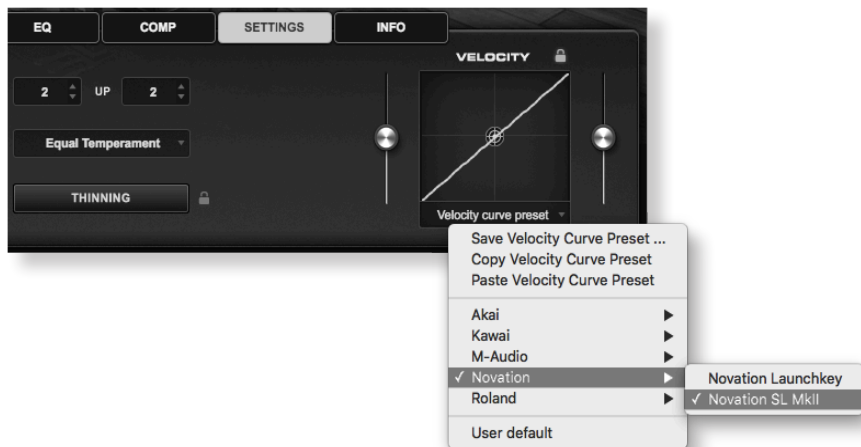 EQ COMP SETTINGS INFO
VELOCITY
2 UP 2
Equal Temperament
THINNING
Velocity curve preset
Save Velocity Curve Preset ...
Copy Velocity Curve Preset
Paste Velocity Curve Preset
Akai
Kawai
M-Audio
✓ Novation
Novation Launchkey
Roland
✓ Novation SL MkII
User default